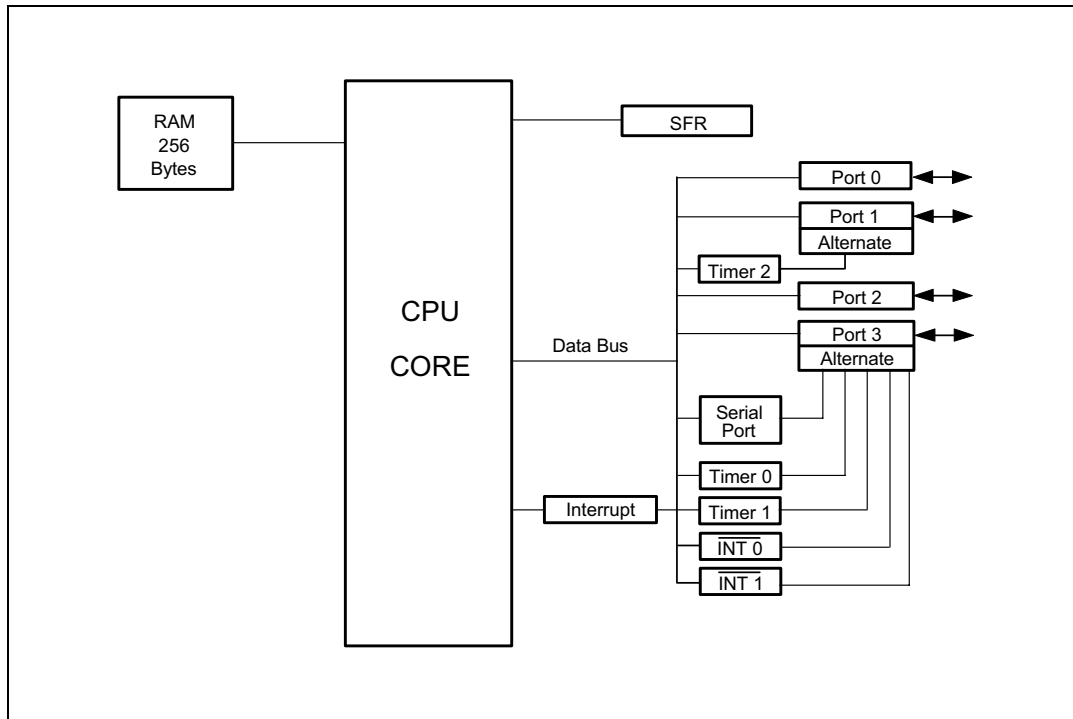 RAM
256
Bytes
CPU
CORE
SFR
Port 0
Port 1
Alternate
Timer 2
Port 2
Port 3
Alternate
Data Bus
Serial
Port
Timer 0
Interrupt
Timer 1
INT 0
INT 1